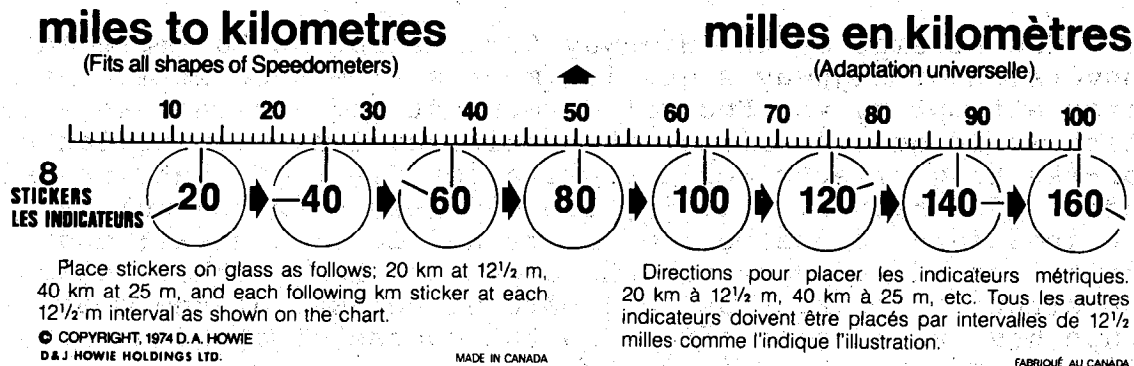 miles to kilometres
(Fits all shapes of Speedometers)
milles en kilomètres
(Adaptation universelle)
10 20 30 40 50 60 70 80 90 100
8
STICKERS
LES INDICATEURS
20 40 60 80 100 120 140 160
Place stickers on glass as follows; 20 km at 12½ m,
40 km at 25 m, and each following km sticker at each
12½ m interval as shown on the chart.
© COPYRIGHT, 1974 D.A. HOWIE
D & J HOWIE HOLDINGS LTD.
MADE IN CANADA
Directions pour placer les indicateurs métriques.
20 km à 12½ m, 40 km à 25 m, etc. Tous les autres
indicateurs doivent être placés par intervalles de 12½
milles comme l'indique l'illustration.
FABRIQUÉ AU CANADA